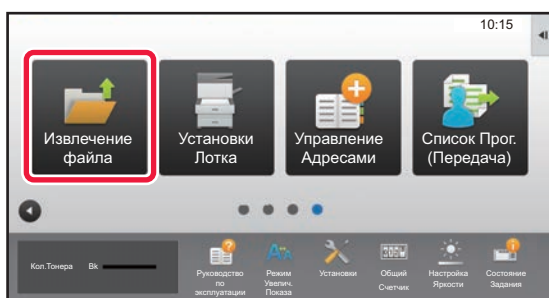 10:15
Извлечение
файла
Установки
Лотка
Управление
Адресами
Список Прог.
(Передача)
Кол.Тонера Bk
Руководство
по
эксплуатации
Режим
Увелич.
Показа
Установки
Общий
Счетчик
Настройка
Яркости
Состояние
Задания